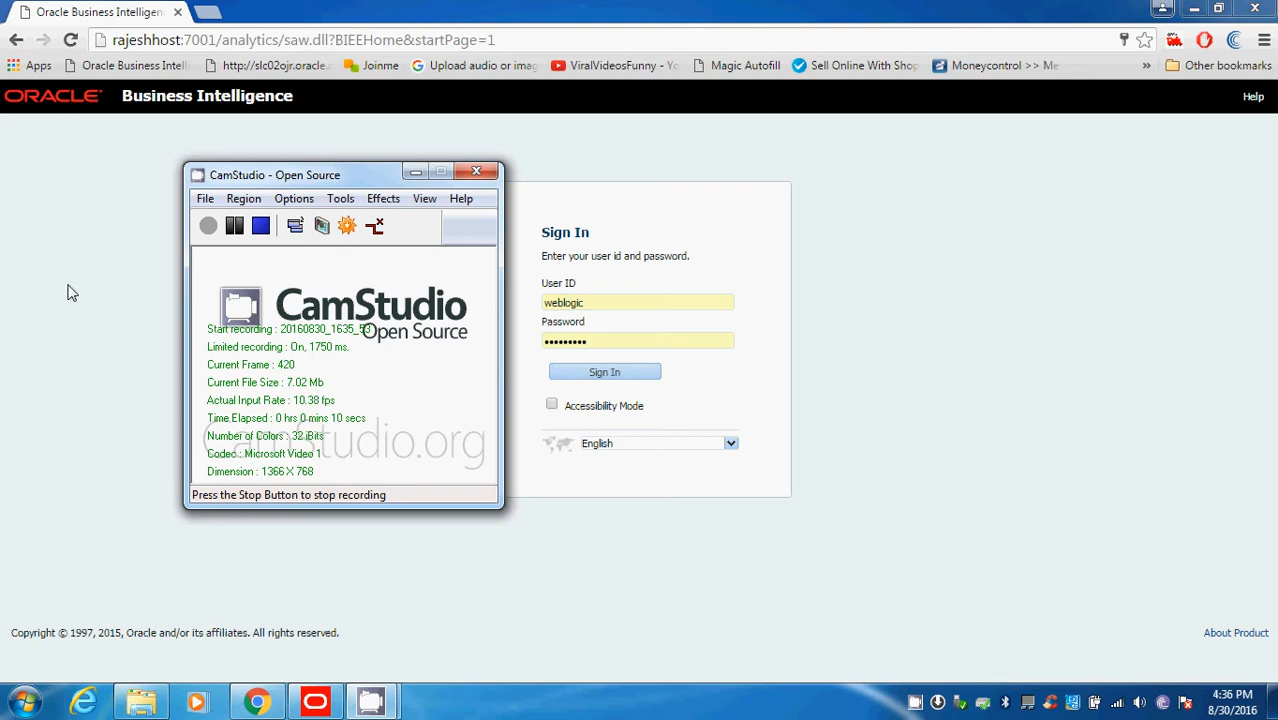 Oracle Business Intelligen
rajeshhost:7001/analytics/saw.dll?BIEEHome&startPage=1
Apps Oracle Business Intelli http://slc02ojr.oracle. Joinme Upload audio or imag ViralVideosFunny - Yo Magic Autofill Sell Online With Shop Moneycontrol >> Me » Other bookmarks
ORACLE Business Intelligence Help
CamStudio - Open Source
File Region Options Tools Effects View Help
CamStudio
Open Source
Start recording : 20160830_1635_53
Limited recording : On, 1750 ms.
Current Frame : 420
Current File Size : 7.02 Mb
Actual Input Rate : 10.38 fps
Time Elapsed : 0 hrs 0 mins 10 secs
Number of Colors : 32 Bits
CamStudio.org
Codec : Microsoft Video 1
Dimension : 1366 X 768
Press the Stop Button to stop recording
Sign In
Enter your user id and password.
User ID
weblogic
Password
•••••••••
Sign In
Accessibility Mode
English
Copyright © 1997, 2015, Oracle and/or its affiliates. All rights reserved. About Product
4:36 PM
8/30/2016